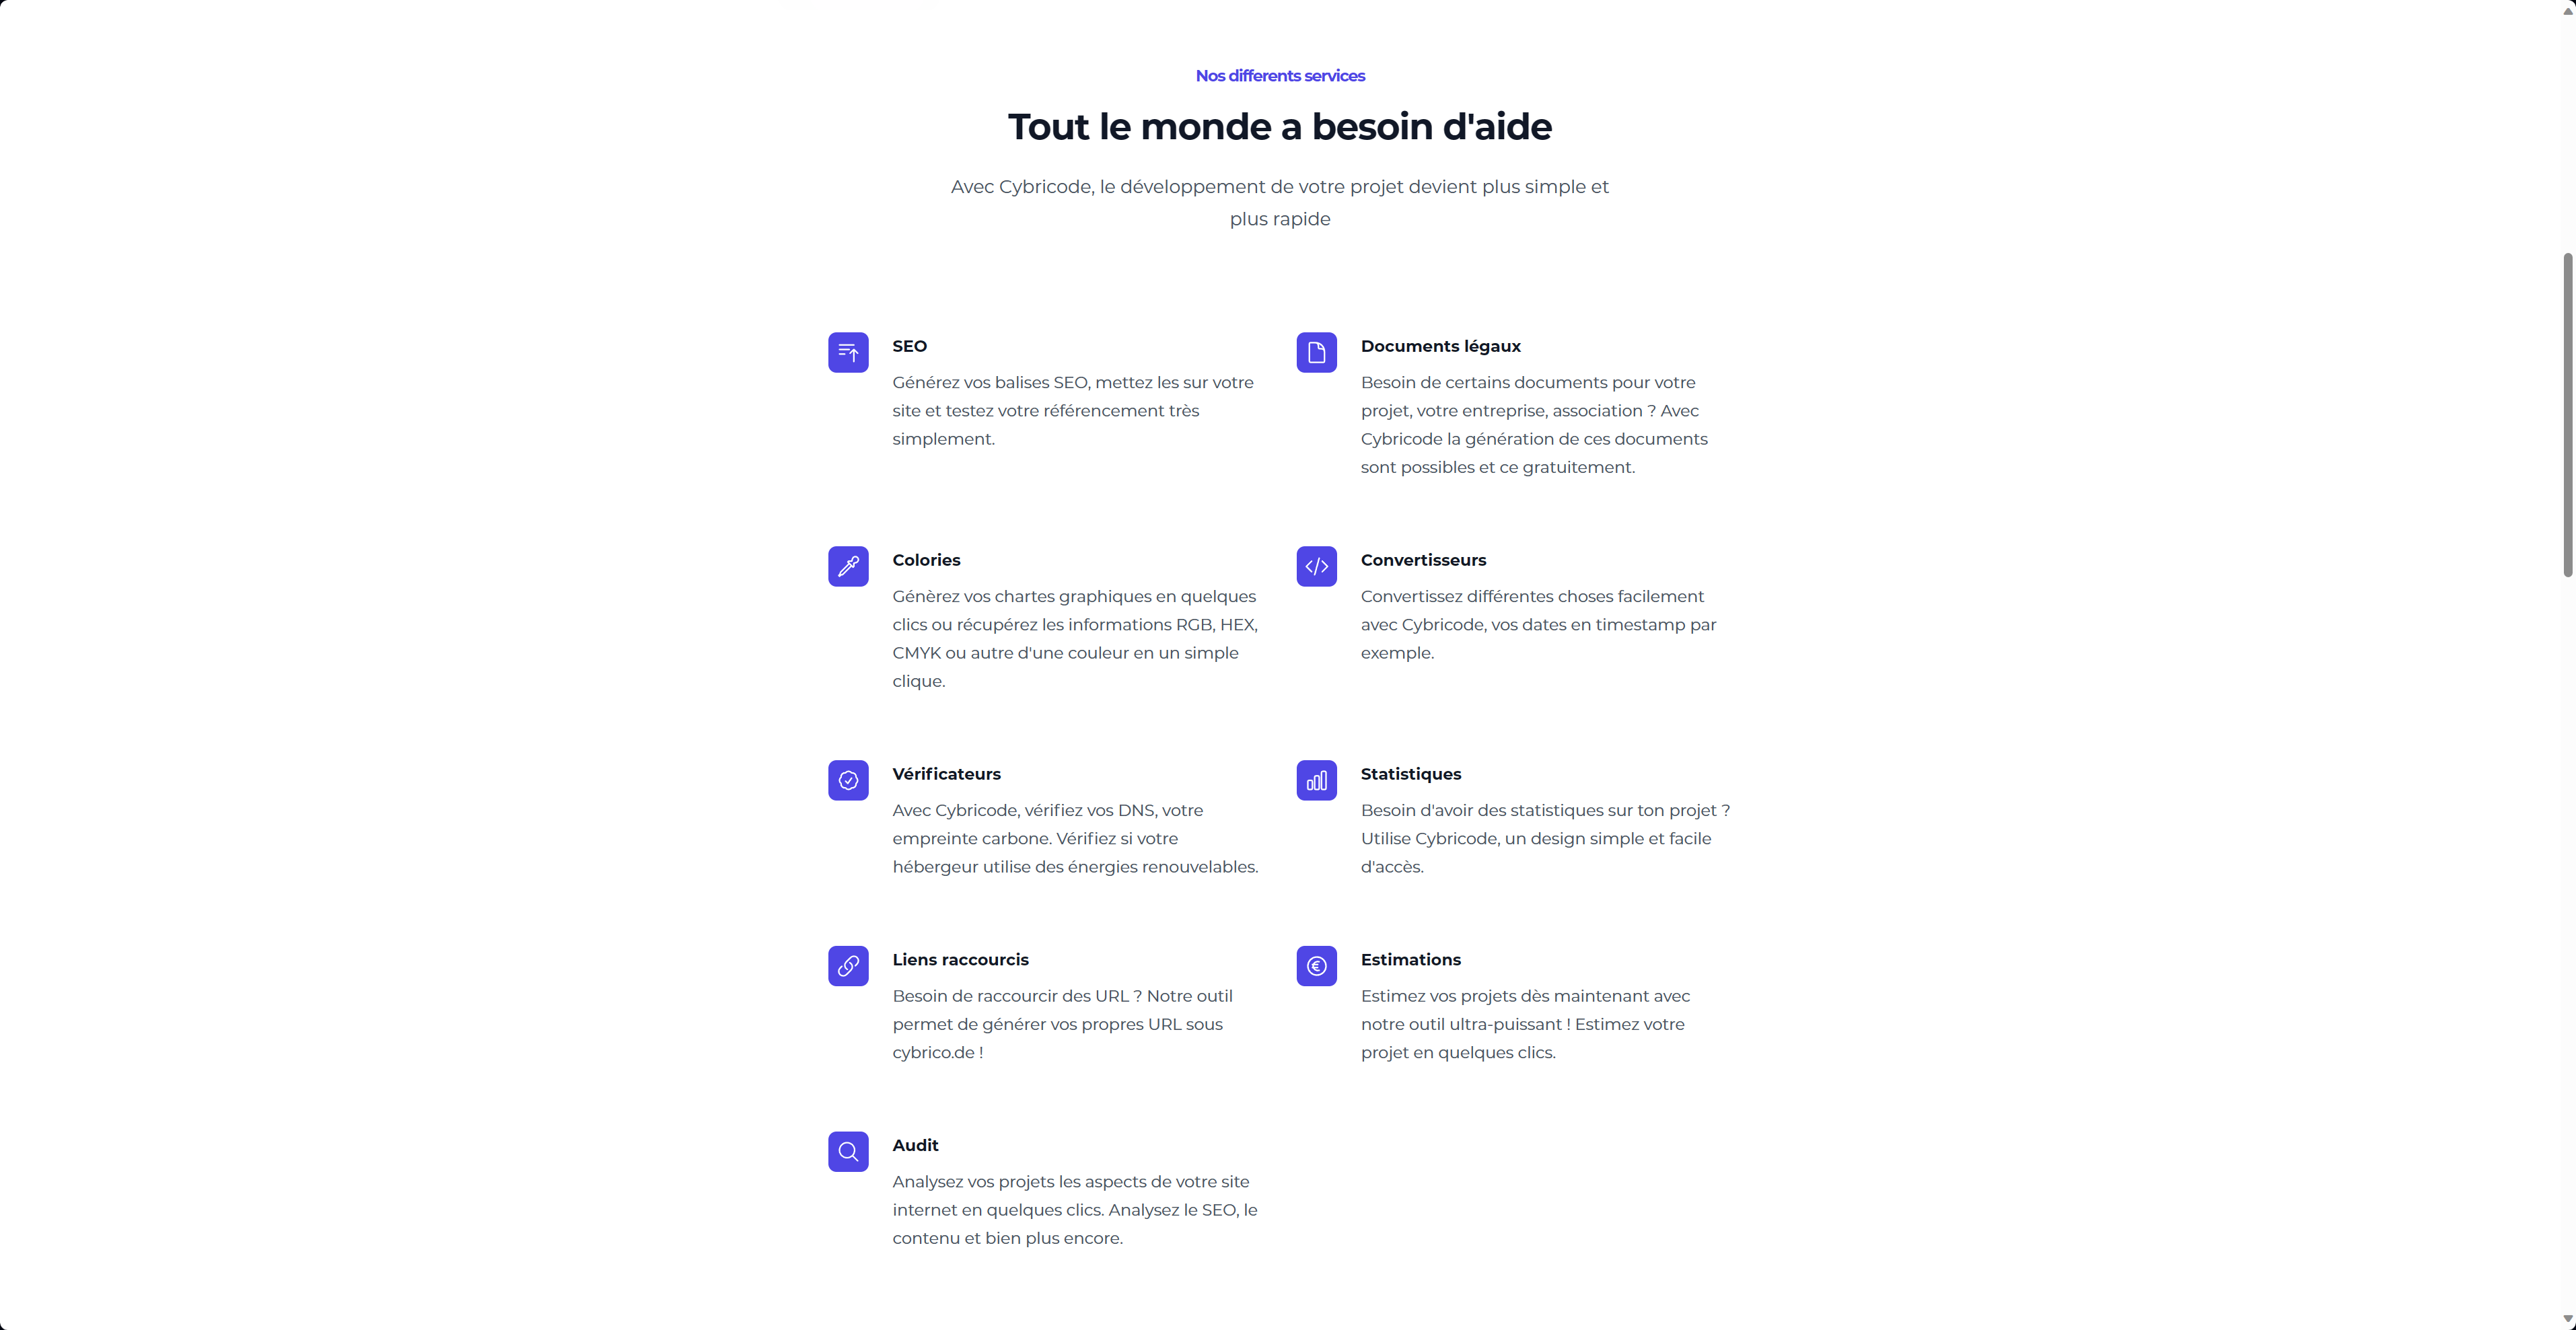 Nos differents services
Tout le monde a besoin d'aide
Avec Cybricode, le développement de votre projet devient plus simple et
plus rapide
SEO
Générez vos balises SEO, mettez les sur votre
site et testez votre référencement très
simplement.
Documents légaux
Besoin de certains documents pour votre
projet, votre entreprise, association ? Avec
Cybricode la génération de ces documents
sont possibles et ce gratuitement.
Colories
Génèrez vos chartes graphiques en quelques
clics ou récupérez les informations RGB, HEX,
CMYK ou autre d'une couleur en un simple
clique.
Convertisseurs
Convertissez différentes choses facilement
avec Cybricode, vos dates en timestamp par
exemple.
Vérificateurs
Avec Cybricode, vérifiez vos DNS, votre
empreinte carbone. Vérifiez si votre
hébergeur utilise des énergies renouvelables.
Statistiques
Besoin d'avoir des statistiques sur ton projet ?
Utilise Cybricode, un design simple et facile
d'accès.
Liens raccourcis
Besoin de raccourcir des URL ? Notre outil
permet de générer vos propres URL sous
cybrico.de !
Estimations
Estimez vos projets dès maintenant avec
notre outil ultra-puissant ! Estimez votre
projet en quelques clics.
Audit
Analysez vos projets les aspects de votre site
internet en quelques clics. Analysez le SEO, le
contenu et bien plus encore.